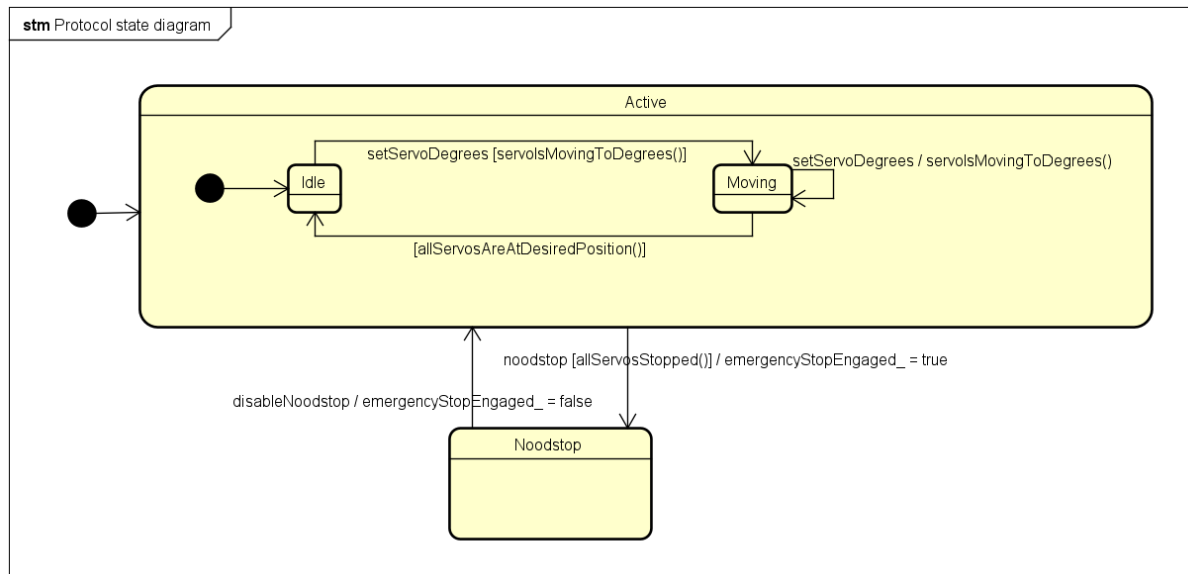 stm Protocol state diagram
Active
setServoDegrees [servoIsMovingToDegrees()]
setServoDegrees / servoIsMovingToDegrees()
Idle
Moving
[allServosAreAtDesiredPosition()]
noodstop [allServosStopped()] / emergencyStopEngaged_ = true
disableNoodstop / emergencyStopEngaged_ = false
Noodstop